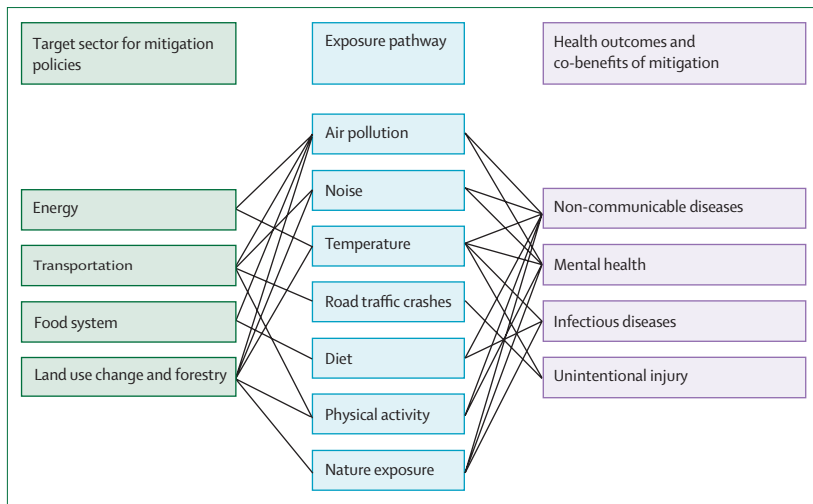 Target sector for mitigation
policies
Exposure pathway
Health outcomes and
co-benefits of mitigation
Energy
Transportation
Food system
Land use change and forestry
Air pollution
Noise
Temperature
Road traffic crashes
Diet
Physical activity
Nature exposure
Non-communicable diseases
Mental health
Infectious diseases
Unintentional injury